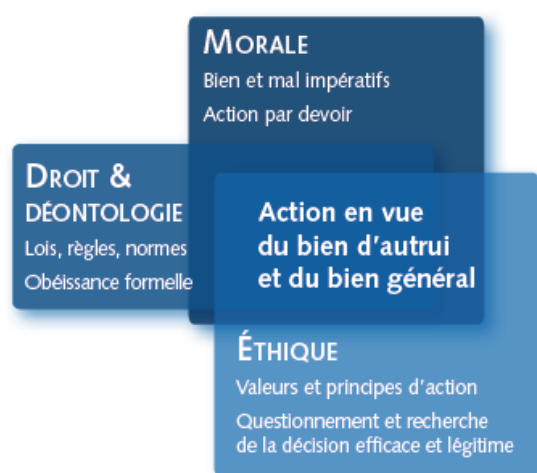 MORALE
Bien et mal impératifs
Action par devoir
DROIT &
DÉONTOLOGIE
Lois, règles, normes
Obéissance formelle
Action en vue
du bien d'autrui
et du bien général
ÉTHIQUE
Valeurs et principes d'action
Questionnement et recherche
de la décision efficace et légitime